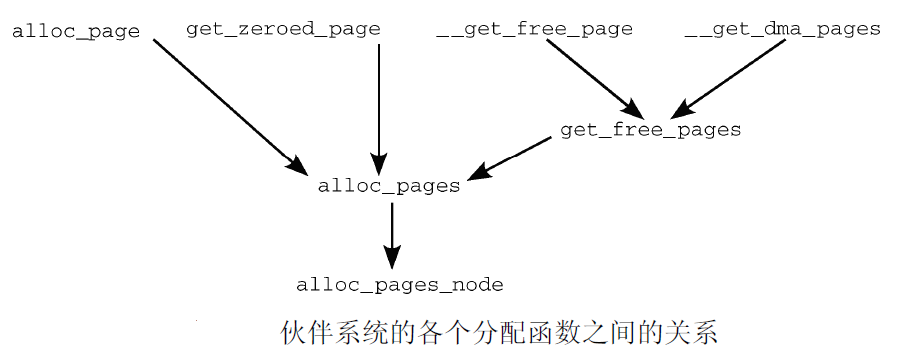 alloc_page get_zeroed_page __get_free_page __get_dma_pages
get_free_pages
alloc_pages
alloc_pages_node
伙伴系统的各个分配函数之间的关系